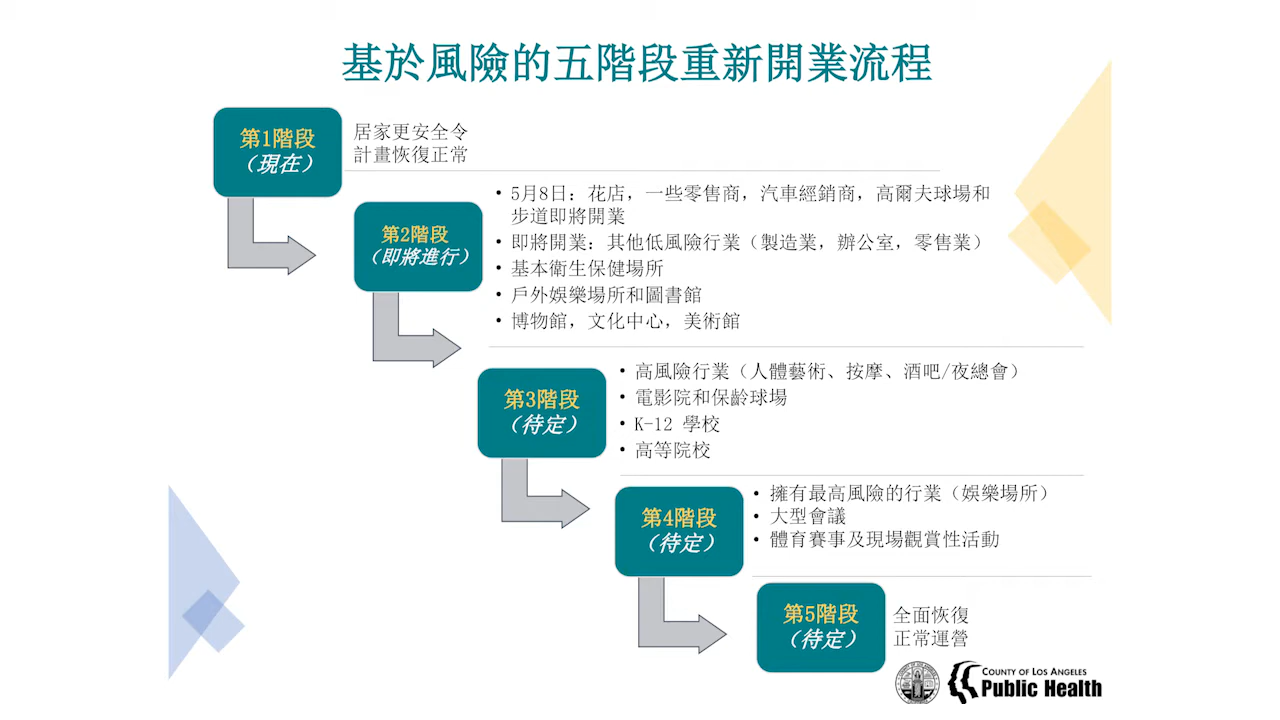 基於風險的五階段重新開業流程
第1階段
（現在）
居家更安全令
計畫恢復正常
第2階段
（即將進行）
• 5月8日：花店，一些零售商，汽車經銷商，高爾夫球場和
步道即將開業
• 即將開業：其他低風險行業（製造業，辦公室，零售業）
• 基本衛生保健場所
• 戶外娛樂場所和圖書館
• 博物館，文化中心，美術館
第3階段
（待定）
• 高風險行業（人體藝術、按摩、酒吧/夜總會）
• 電影院和保齡球場
• K-12 學校
• 高等院校
第4階段
（待定）
• 擁有最高風險的行業（娛樂場所）
• 大型會議
• 體育賽事及現場觀賞性活動
第5階段
（待定）
全面恢復
正常運營
COUNTY OF LOS ANGELES
Public Health